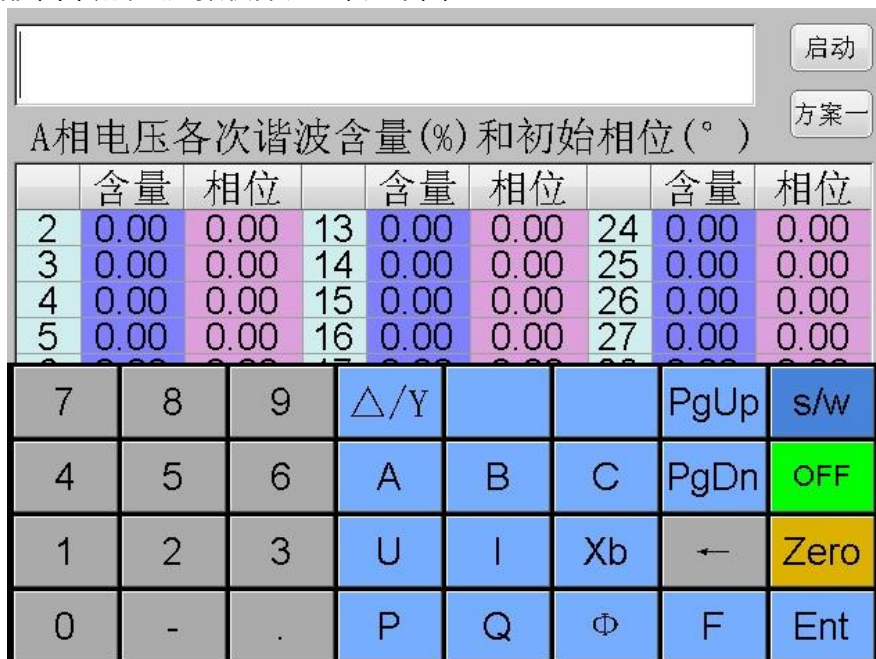 启动
方案一
A相电压各次谐波含量(%)和初始相位(°)
含量 相位 含量 相位 含量 相位
2 0.00 0.00 13 0.00 0.00 24 0.00 0.00
3 0.00 0.00 14 0.00 0.00 25 0.00 0.00
4 0.00 0.00 15 0.00 0.00 26 0.00 0.00
5 0.00 0.00 16 0.00 0.00 27 0.00 0.00
7 8 9 △/Y PgUp s/w
4 5 6 A B C PgDn OFF
1 2 3 U I Xb ← Zero
0 - . P Q Φ F Ent